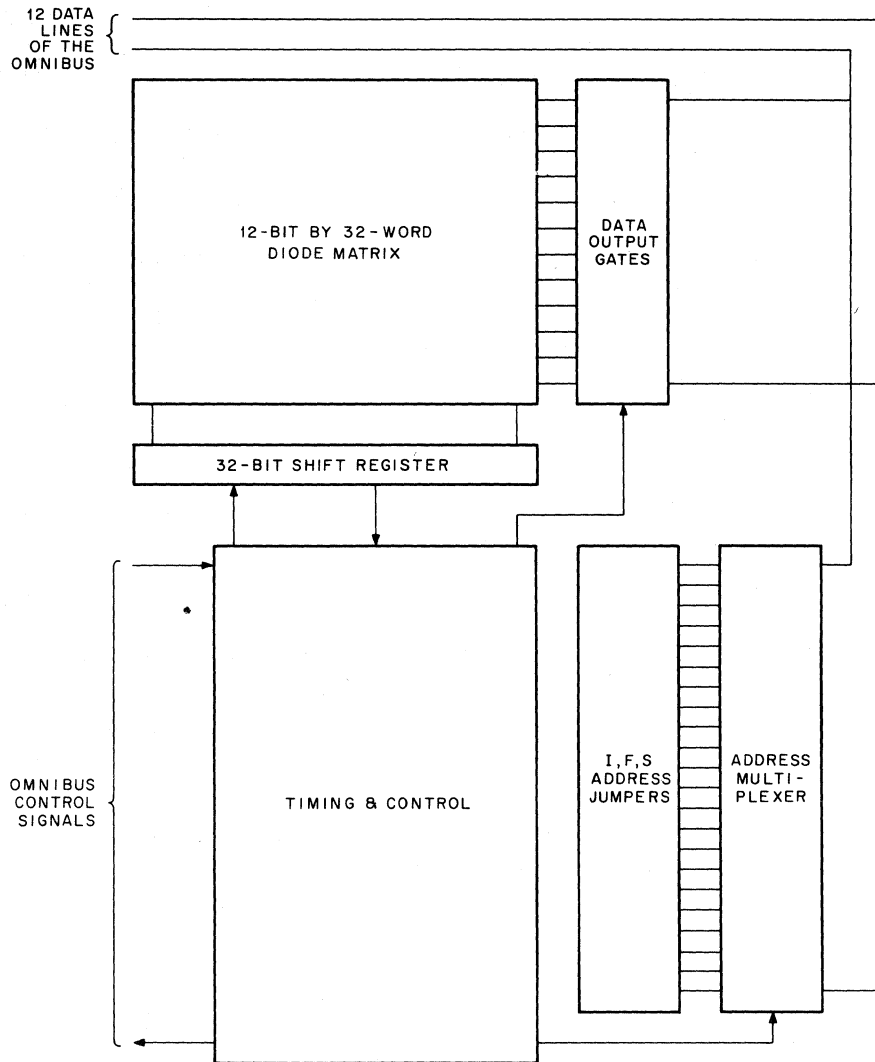 12 DATA
LINES
OF THE
OMNIBUS
12-BIT BY 32-WORD
DIODE MATRIX
DATA
OUTPUT
GATES
32-BIT SHIFT REGISTER
OMNIBUS
CONTROL
SIGNALS
TIMING & CONTROL
I,F,S
ADDRESS
JUMPERS
ADDRESS
MULTI-
PLEXER